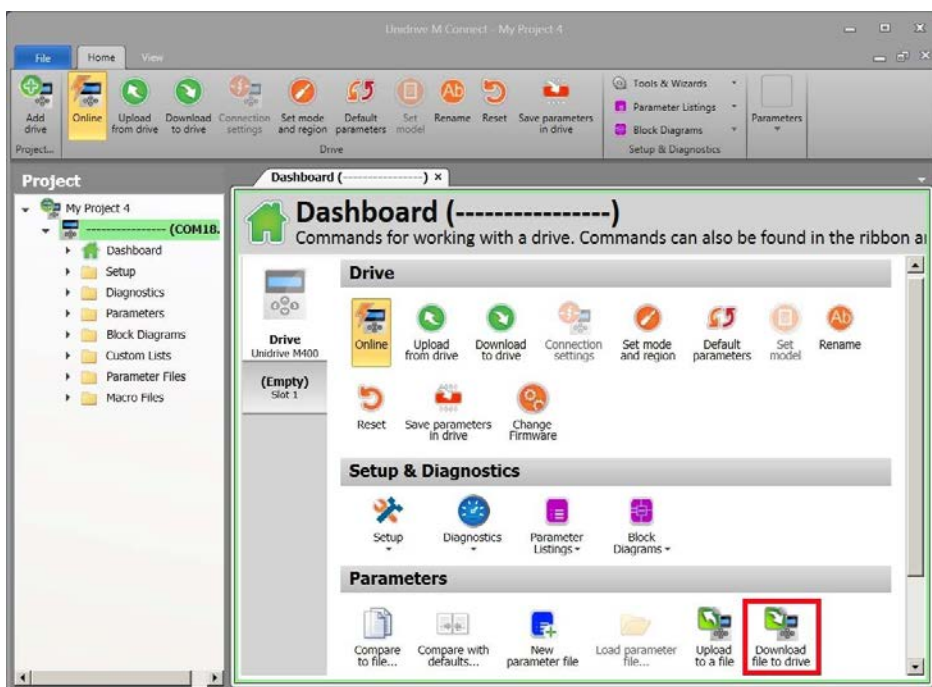 Unidrive M Connect - My Project 4
File Home View
Add drive
Online
Upload from drive
Download to drive
Connection settings
Set mode and region
Default parameters
Set model
Rename
Reset
Save parameters in drive
Tools & Wizards
Parameter Listings
Block Diagrams
Parameters
Project...
Drive
Setup & Diagnostics
Project
My Project 4
---------------- (COM18.
Dashboard
Setup
Diagnostics
Parameters
Block Diagrams
Custom Lists
Parameter Files
Macro Files
Dashboard (----------------) ×
Dashboard (----------------)
Commands for working with a drive. Commands can also be found in the ribbon a
Drive
Unidrive M400
(Empty)
Slot 1
Drive
Online
Upload from drive
Download to drive
Connection settings
Set mode and region
Default parameters
Set model
Rename
Reset
Save parameters in drive
Change Firmware
Setup & Diagnostics
Setup
Diagnostics
Parameter Listings
Block Diagrams
Parameters
Compare to file...
Compare with defaults...
New parameter file
Load parameter file...
Upload to a file
Download file to drive